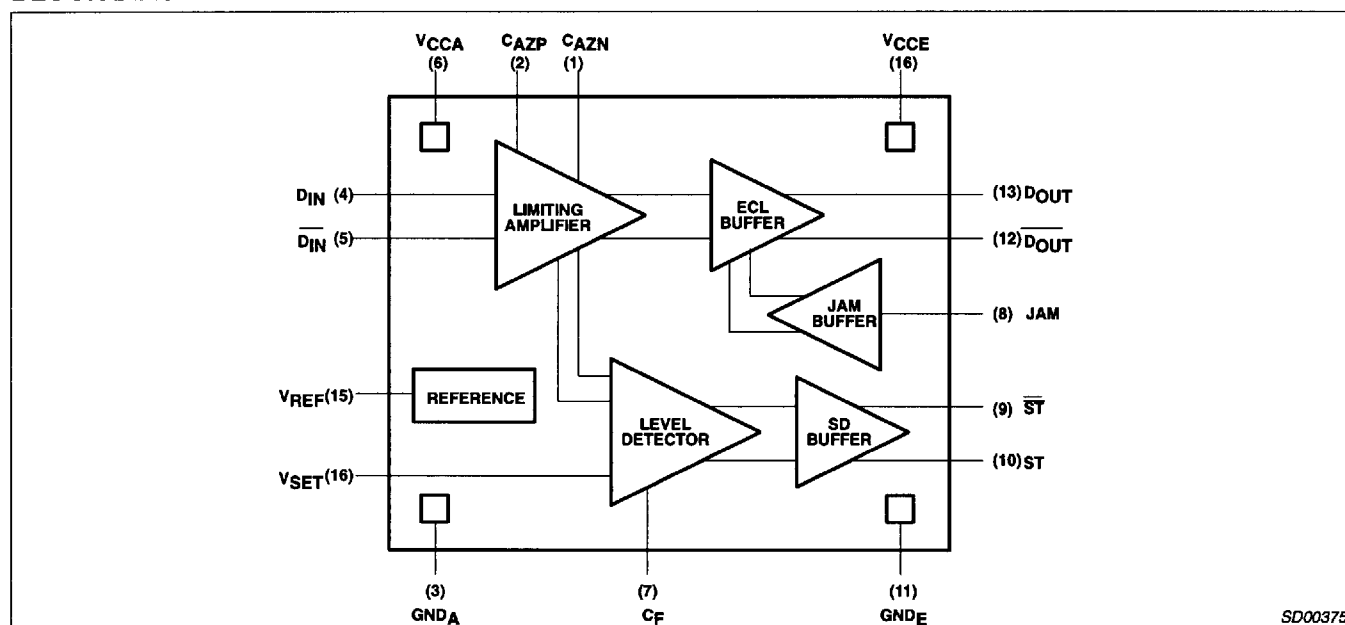 VCCA
(6)
CAZP
(2)
CAZN
(1)
VCCE
(16)
DIN (4)
DIN (5)
LIMITING
AMPLIFIER
ECL
BUFFER
(13) DOUT
(12) DOUT
JAM
BUFFER
(8) JAM
VREF(15)
REFERENCE
LEVEL
DETECTOR
SD
BUFFER
(9) ST
(10) ST
VSET(16)
(3)
GNDA
(7)
CF
(11)
GNDE
SD00375